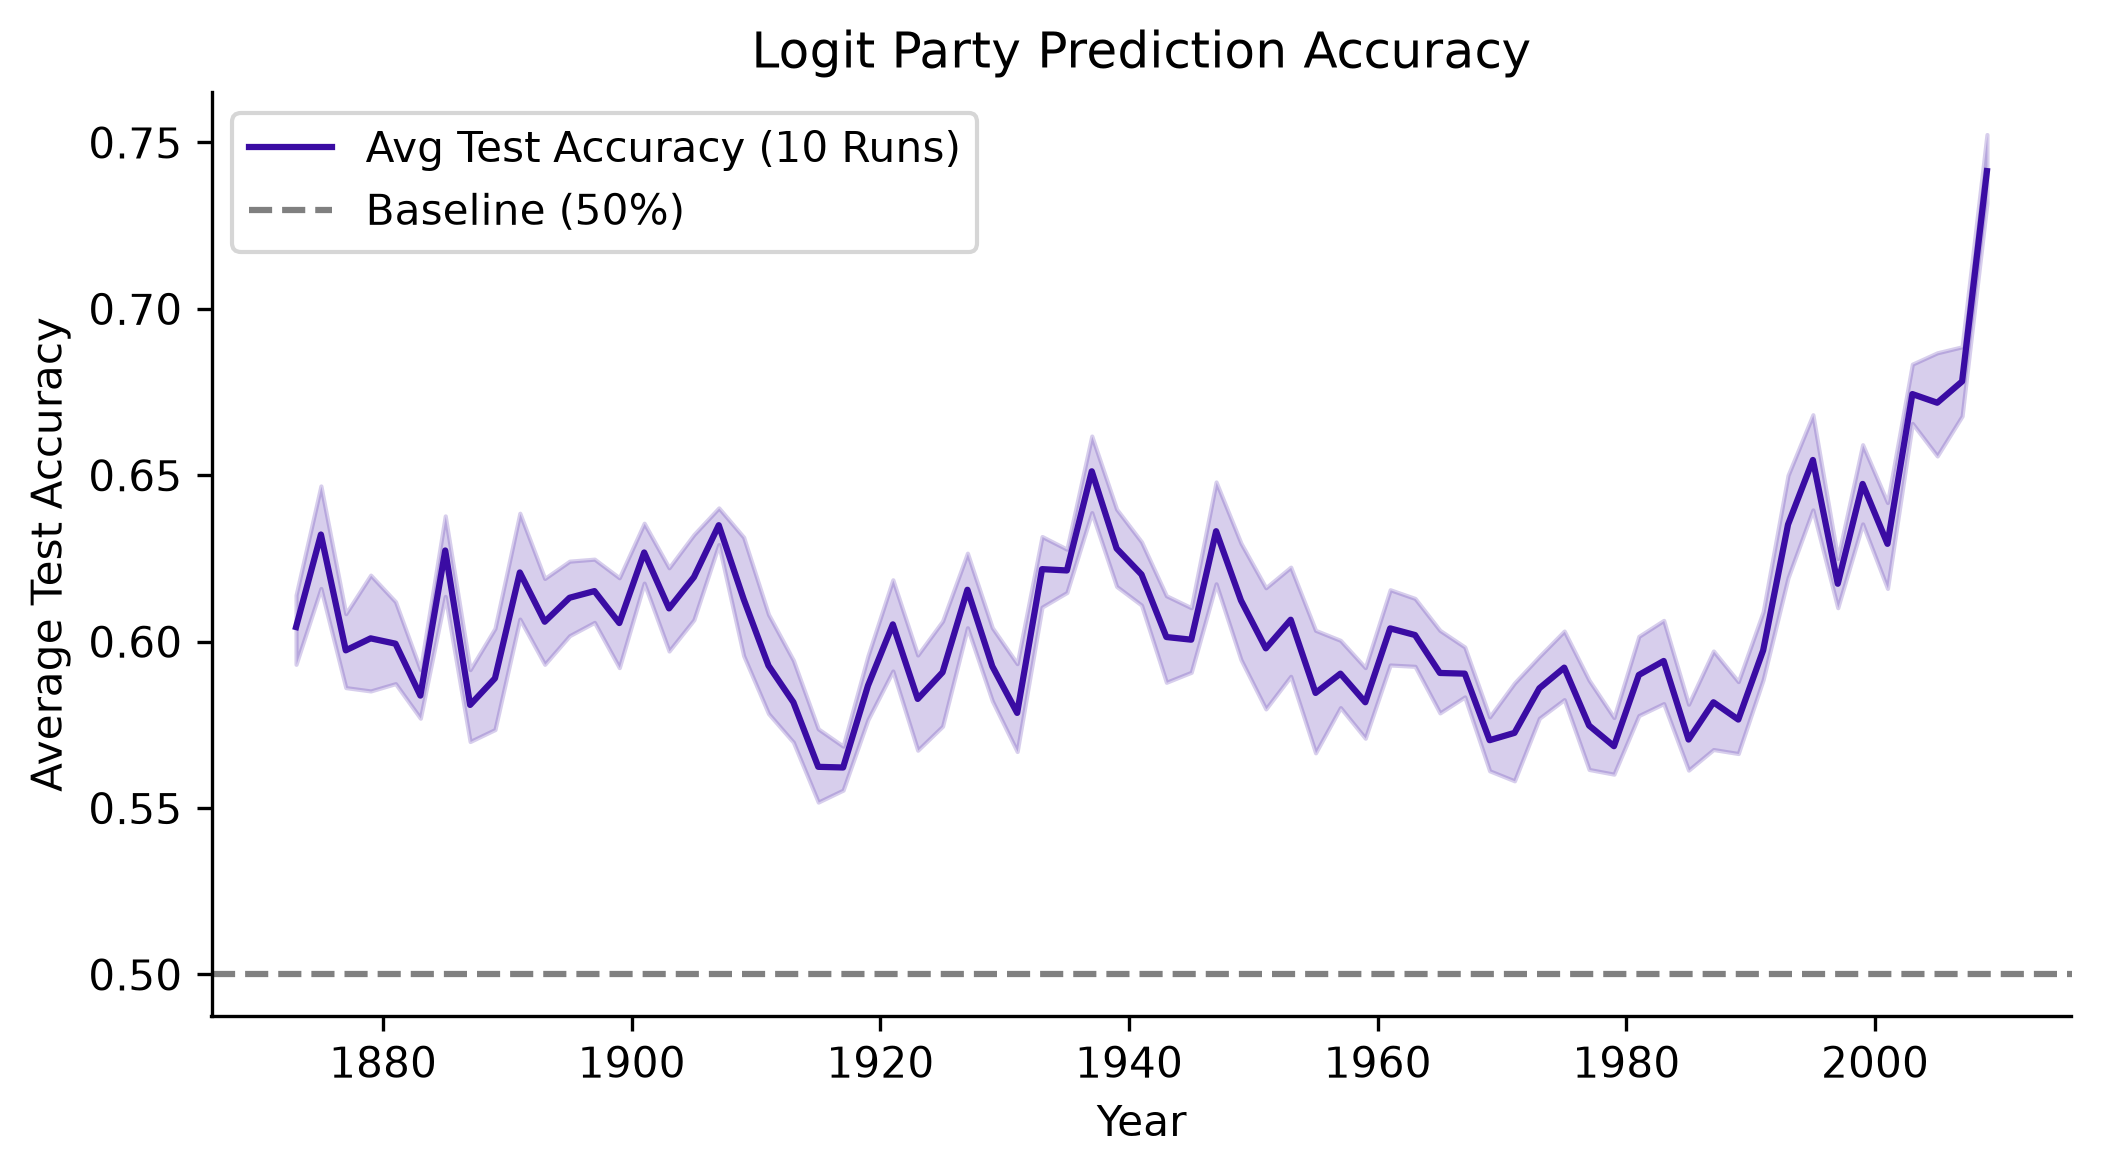 Logit Party Prediction Accuracy
Avg Test Accuracy (10 Runs)
Baseline (50%)
Average Test Accuracy
0.75
0.70
0.65
0.60
0.55
0.50
1880 1900 1920 1940 1960 1980 2000
Year